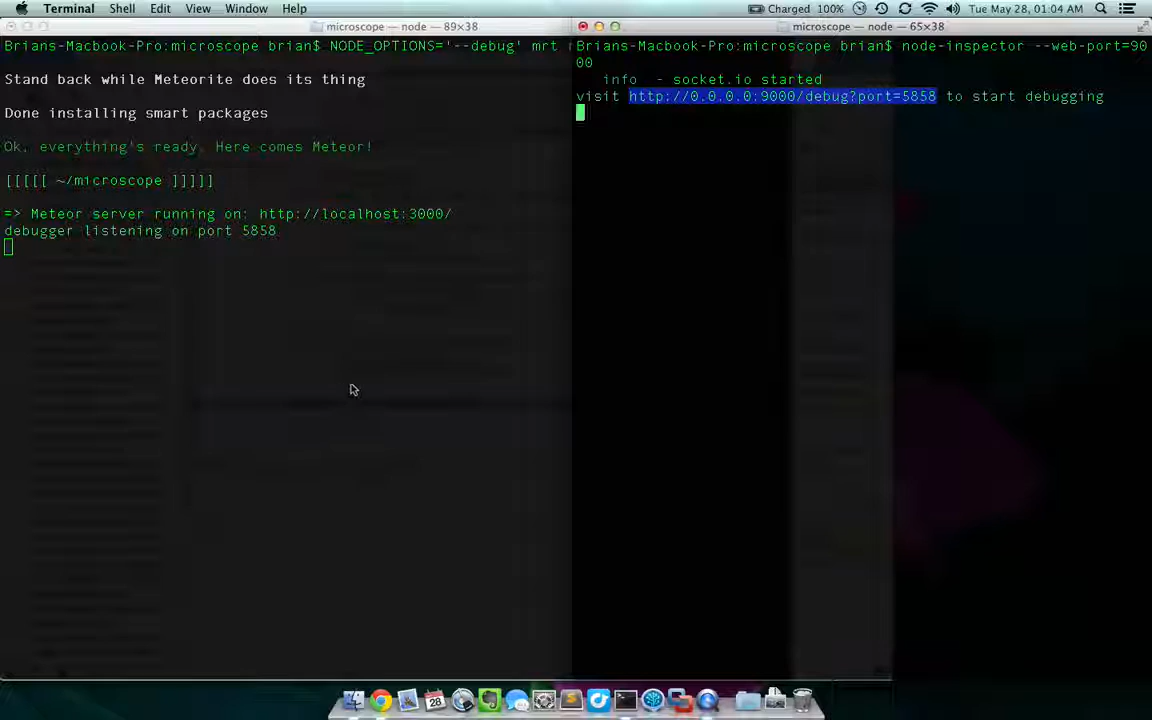 Terminal Shell Edit View Window Help Charged 100% Tue May 28, 01:04 AM
microscope — node — 89×38
Brians-Macbook-Pro:microscope brian$ NODE_OPTIONS='--debug' mrt
Stand back while Meteorite does its thing
Done installing smart packages
Ok, everything's ready. Here comes Meteor!
[[[[[ ~/microscope ]]]]]
=> Meteor server running on: http://localhost:3000/
debugger listening on port 5858
microscope — node — 65×38
Brians-Macbook-Pro:microscope brian$ node-inspector --web-port=90
00
info - socket.io started
visit http://0.0.0.0:9000/debug?port=5858 to start debugging
28